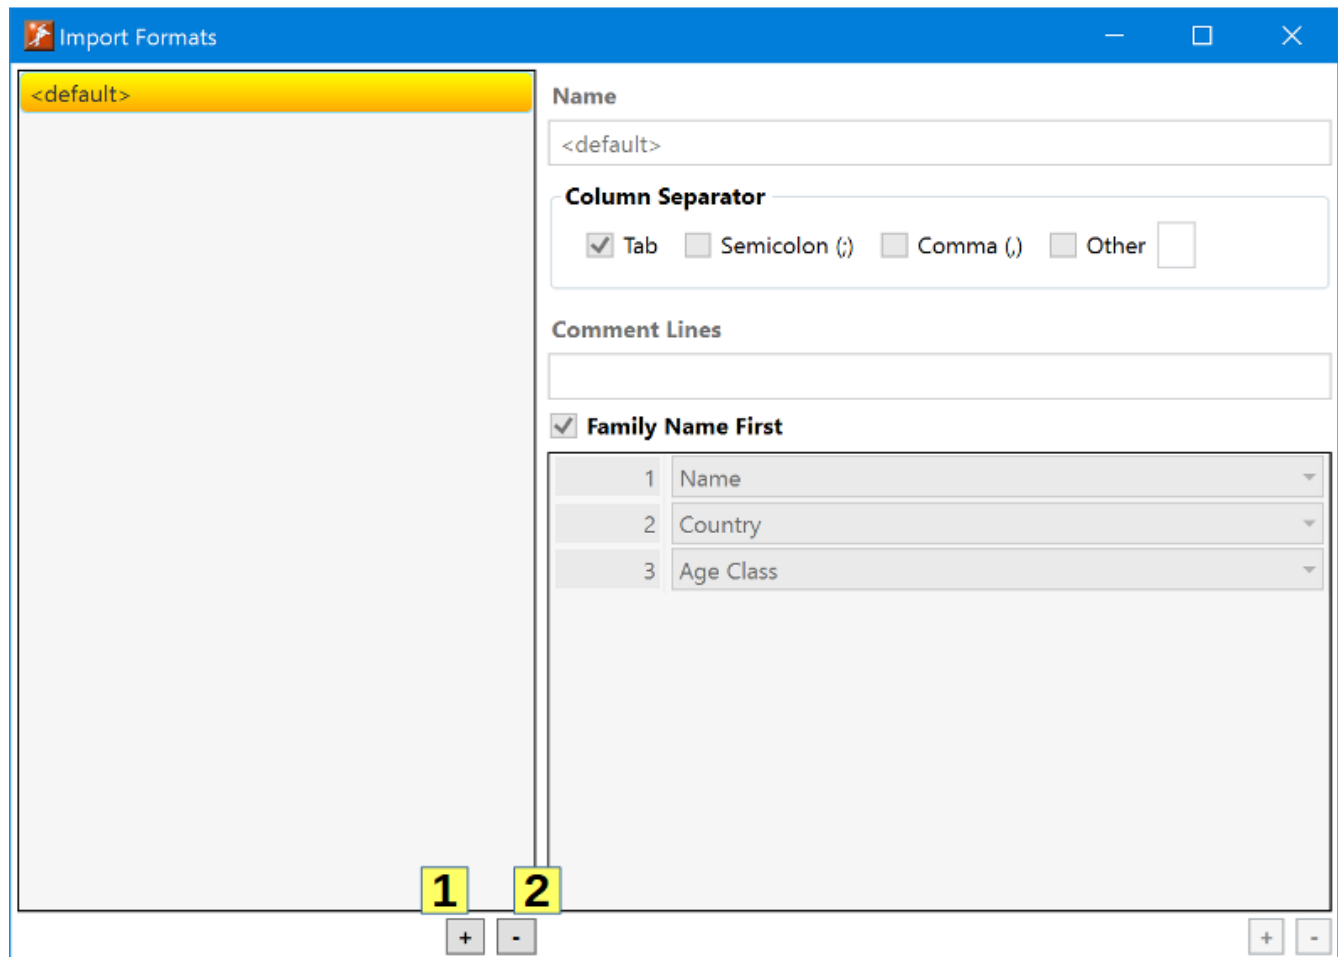 Import Formats
<default>
Name
<default>
Column Separator
Tab Semicolon (;) Comma (,) Other
Comment Lines
Family Name First
1 Name
2 Country
3 Age Class
1 2
+ - + -